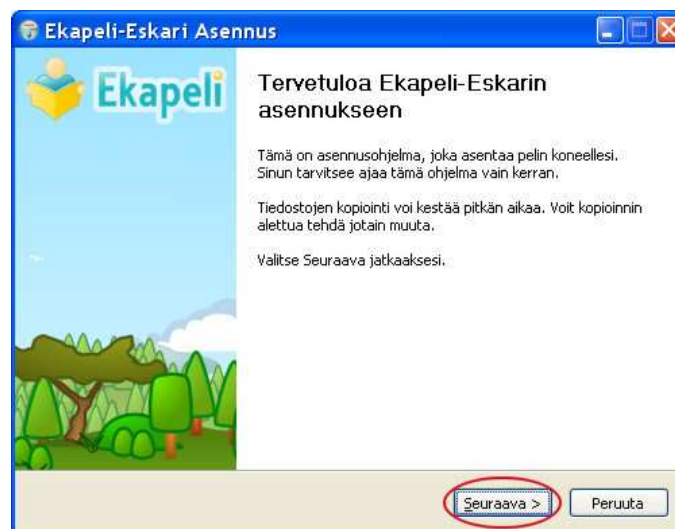 Ekapeli-Eskari Asennus
Ekapeli
Tervetuloa Ekapeli-Eskarin
asennukseen
Tämä on asennusohjelma, joka asentaa pelin koneellesi.
Sinun tarvitsee ajaa tämä ohjelma vain kerran.
Tiedostojen kopiointi voi kestää pitkän aikaa. Voit kopioinnin
alettua tehdä jotain muuta.
Valitse Seuraava jatkaaksesi.
Seuraava >
Peruuta